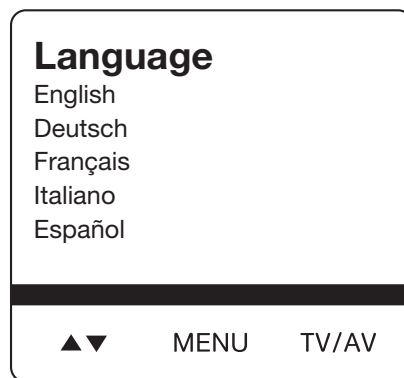 Language
English
Deutsch
Français
Italiano
Español
▲▼ MENU TV/AV